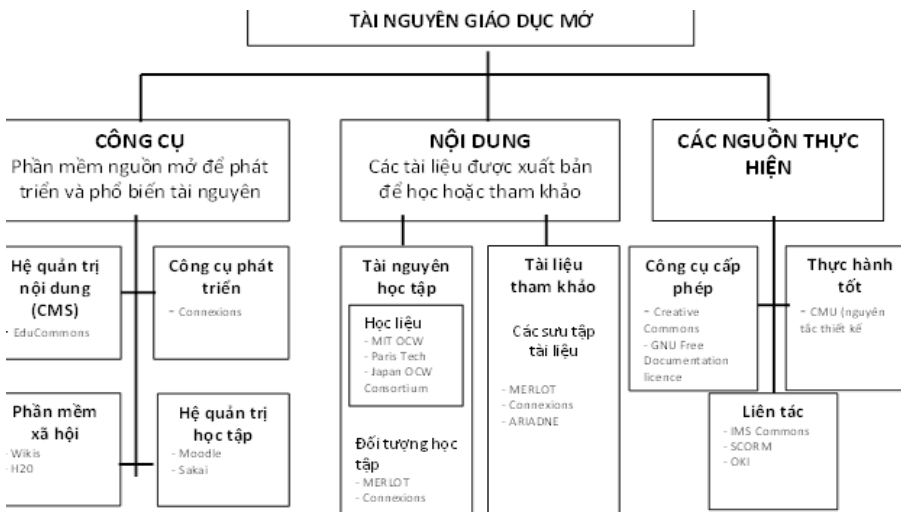 TÀI NGUYÊN GIÁO DỤC MỞ
CÔNG CỤ
Phần mềm nguồn mở để phát
triển và phổ biến tài nguyên
NỘI DUNG
Các tài liệu được xuất bản
để học hoặc tham khảo
CÁC NGUỒN THỰC
HIỆN
Hệ quản trị
nội dung
(CMS)
EduCommons
Công cụ phát
triển
- Connexions
Phần mềm
xã hội
- Wikis
- H20
Hệ quản trị
học tập
- Moodle
- Sakai
Tài nguyên
học tập
Học liệu
- MIT OCW
- Paris Tech
- Japan OCW
Consortium
Đối tượng học
tập
- MERLOT
- Connexions
Tài liệu
tham khảo
Các sưu tập
tài liệu
- MERLOT
- Connexions
- ARIADNE
Công cụ cấp
phép
- Creative
Commons
- GNU Free
Documentation
licence
Thực hành
tốt
- CMU (nguyên
tắc thiết kế
Liên tác
- IMS Commons
- SCORM
- OKI